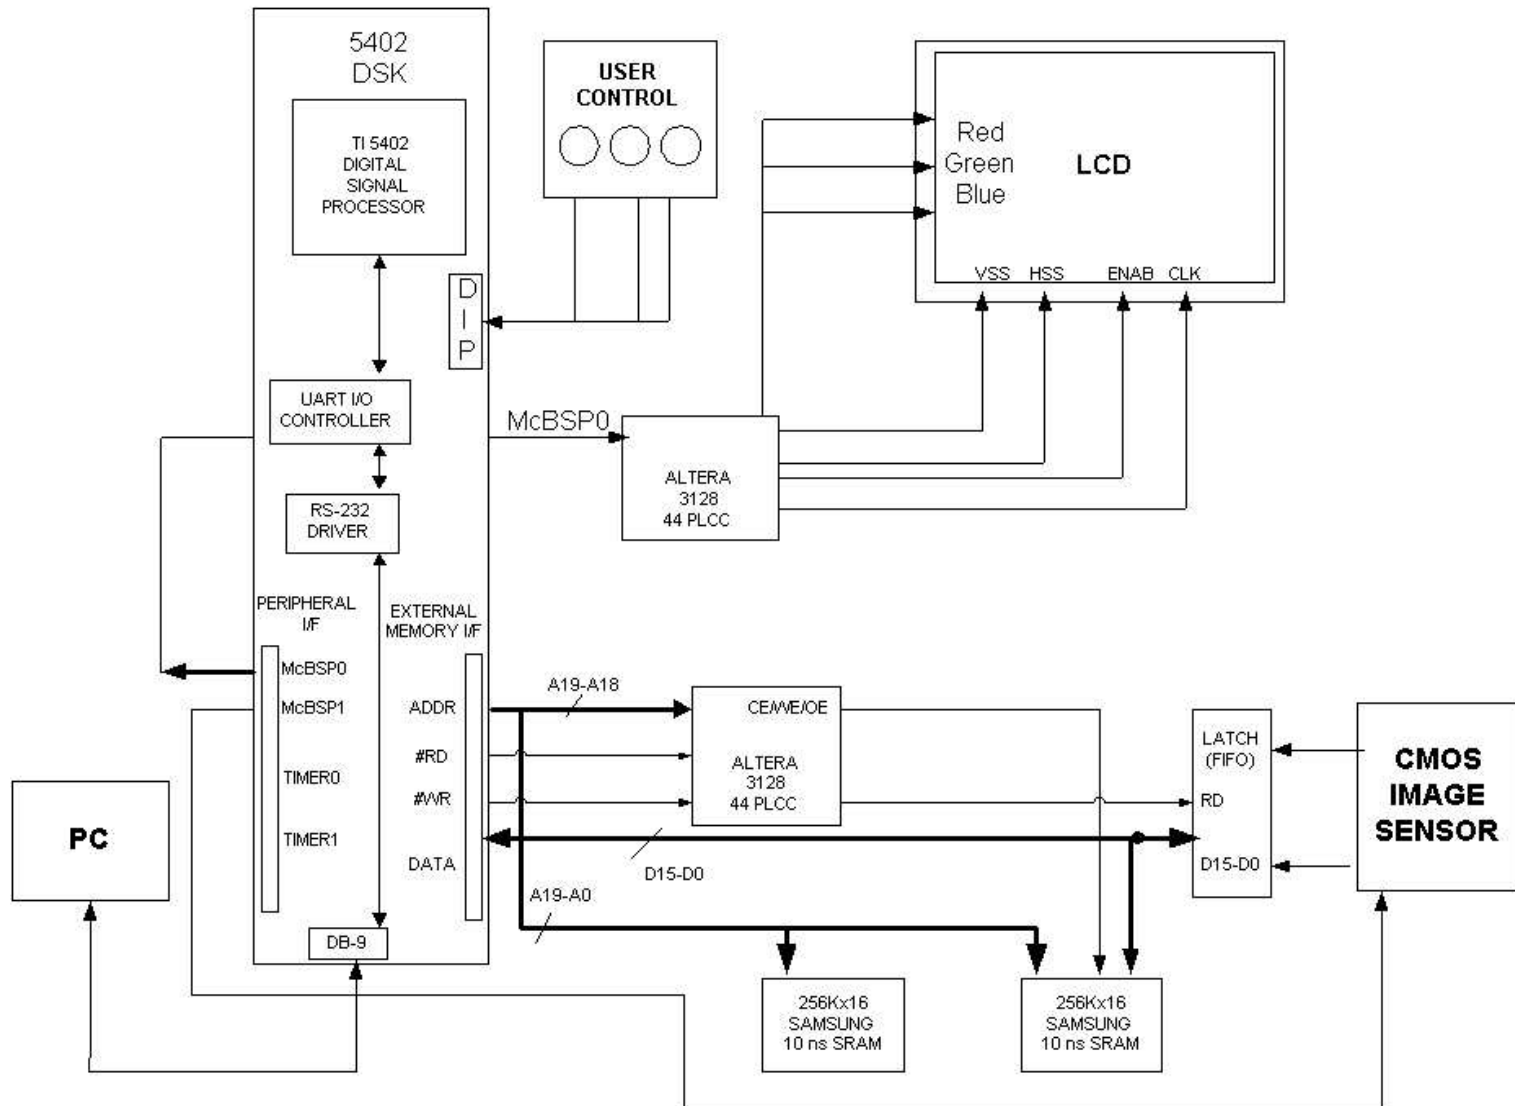 5402
DSK
TI 5402
DIGITAL
SIGNAL
PROCESSOR
D
I
P
UART I/O
CONTROLLER
RS-232
DRIVER
PERIPHERAL
I/F
EXTERNAL
MEMORY I/F
McBSP0
McBSP1
TIMER0
TIMER1
ADDR
#RD
#WR
DATA
DB-9
USER
CONTROL
McBSP0
ALTERA
3128
44 PLCC
Red
Green
Blue
LCD
VSS HSS ENAB CLK
PC
A19-A18
CE/WE/OE
ALTERA
3128
44 PLCC
D15-D0
A19-A0
LATCH
(FIFO)
RD
D15-D0
CMOS
IMAGE
SENSOR
256Kx16
SAMSUNG
10 ns SRAM
256Kx16
SAMSUNG
10 ns SRAM